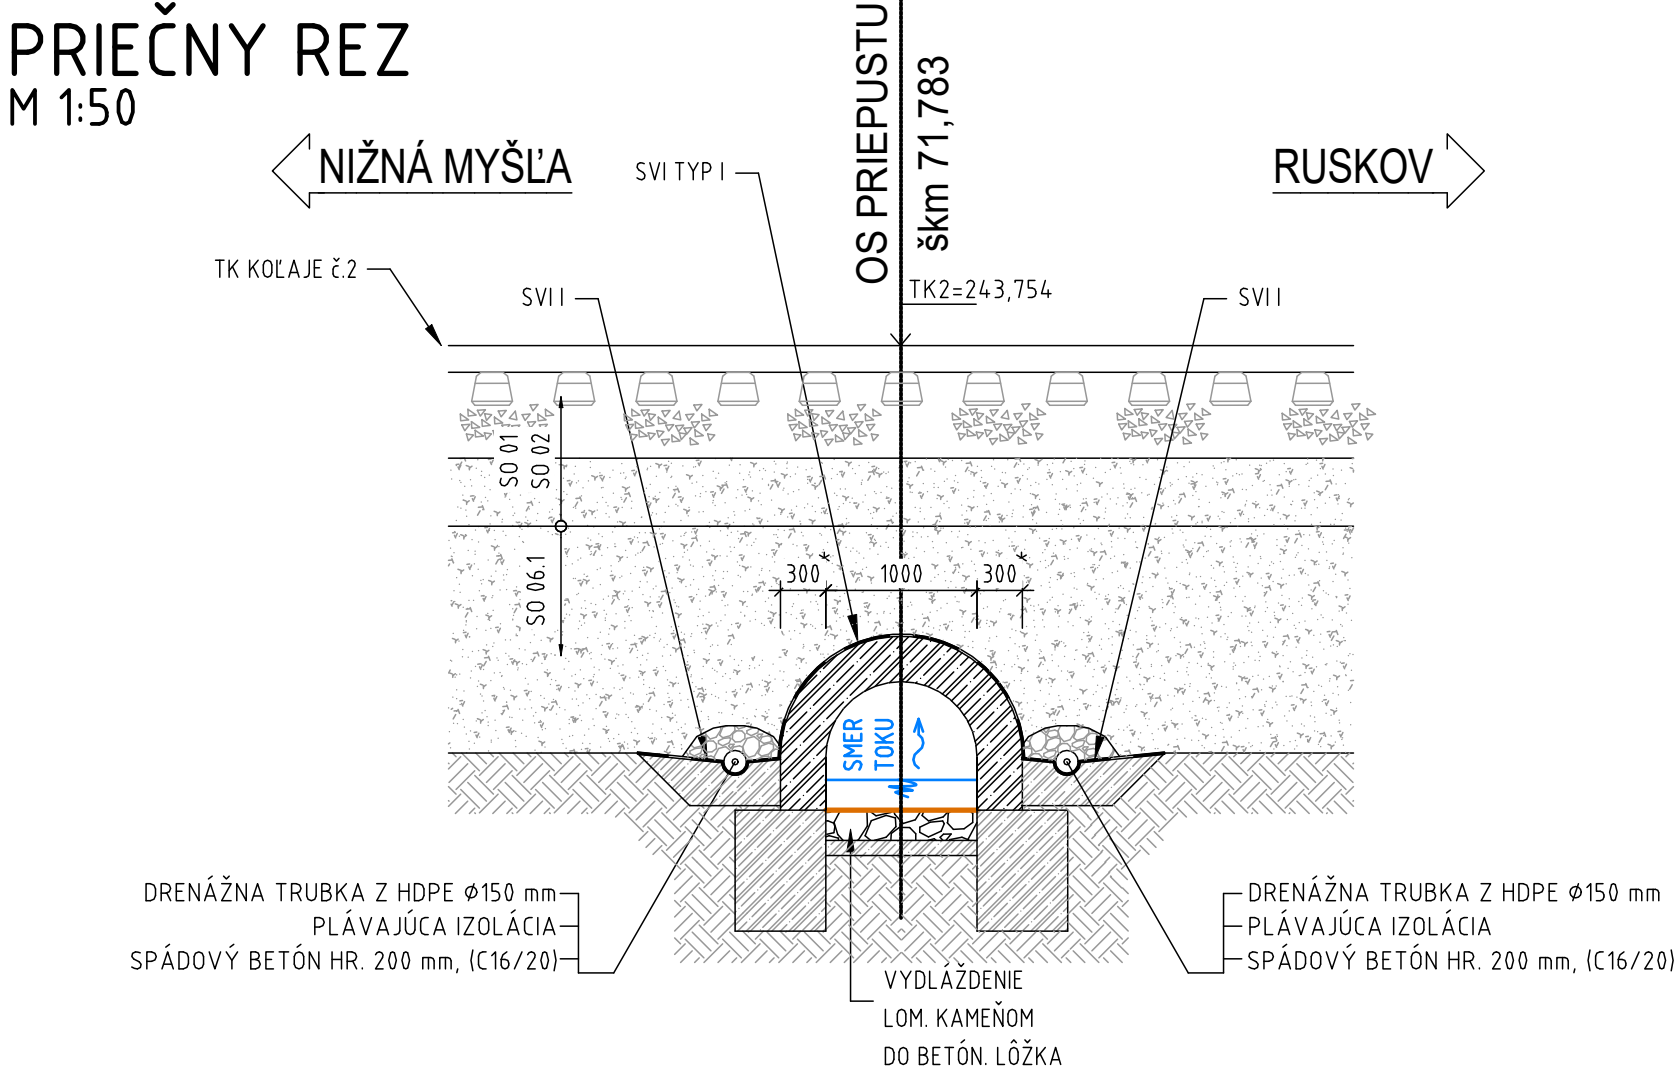 PRIEČNY REZ
M 1:50
OS PRIEPUSTU
škm 71,783
NIŽNÁ MYŠĽA
SVI TYP I
RUSKOV
TK KOĽAJE č.2
SVI I
TK2=243,754
SVI I
SO 01
SO 02
SO 06.1
300*
1000
300*
SMER
TOKU
DRENÁŽNA TRUBKA Z HDPE Ø150 mm
PLÁVAJÚCA IZOLÁCIA
SPÁDOVÝ BETÓN HR. 200 mm, (C16/20)
DRENÁŽNA TRUBKA Z HDPE Ø150 mm
PLÁVAJÚCA IZOLÁCIA
SPÁDOVÝ BETÓN HR. 200 mm, (C16/20)
VYDLÁŽDENIE
LOM. KAMEŇOM
DO BETÓN. LÔŽKA